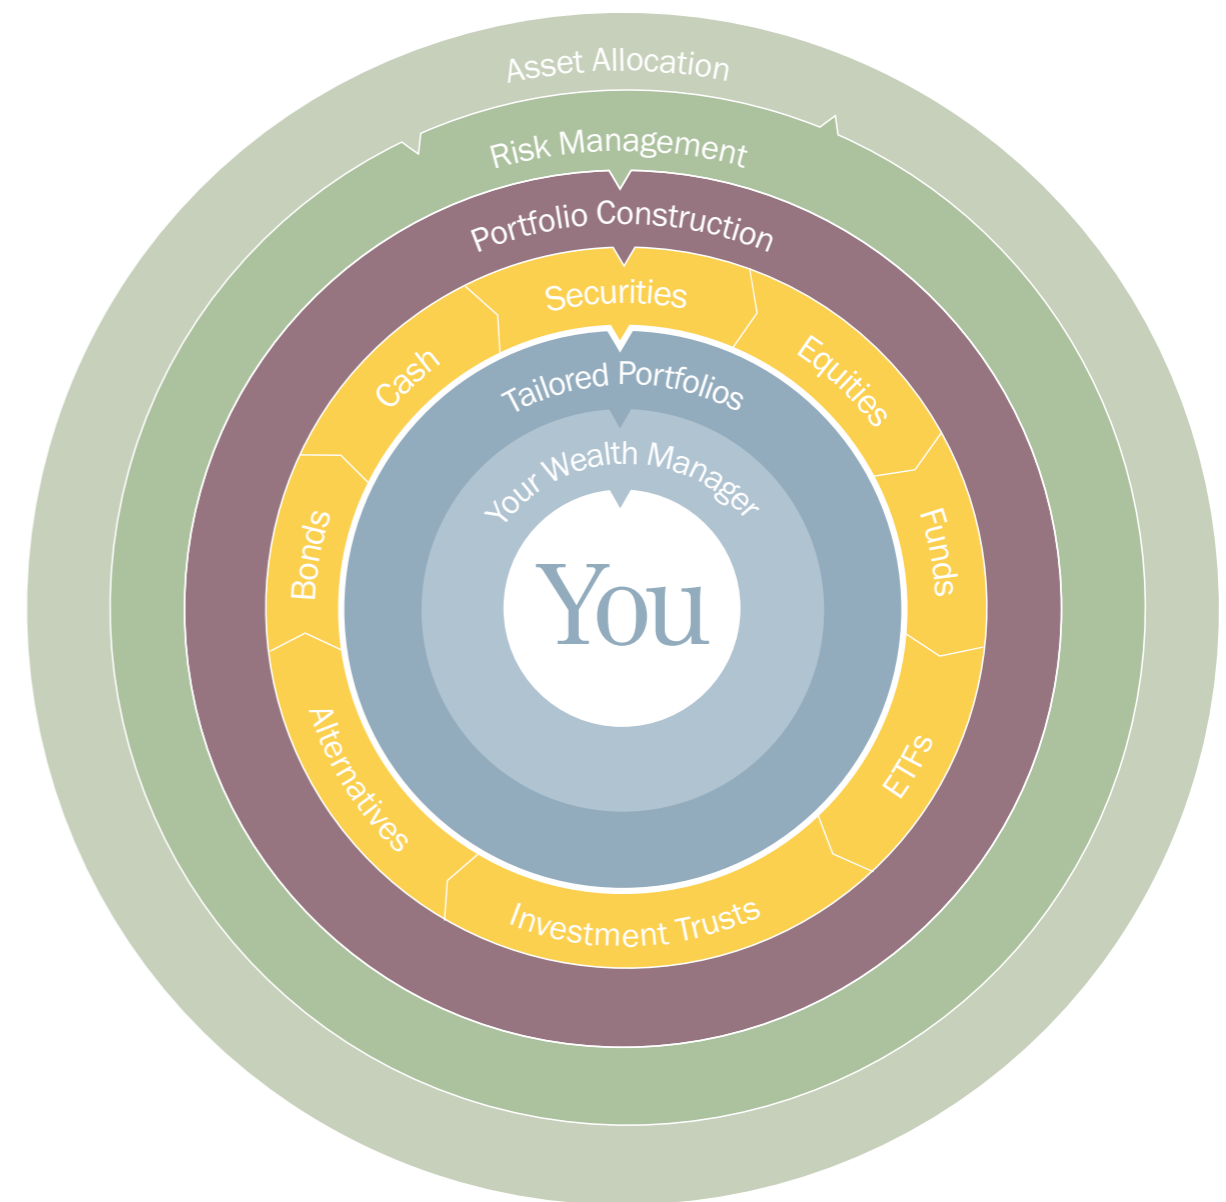 Asset Allocation
Risk Management
Portfolio Construction
Securities
Equities
Funds
ETFs
Investment Trusts
Alternatives
Bonds
Cash
Tailored Portfolios
Your Wealth Manager
You